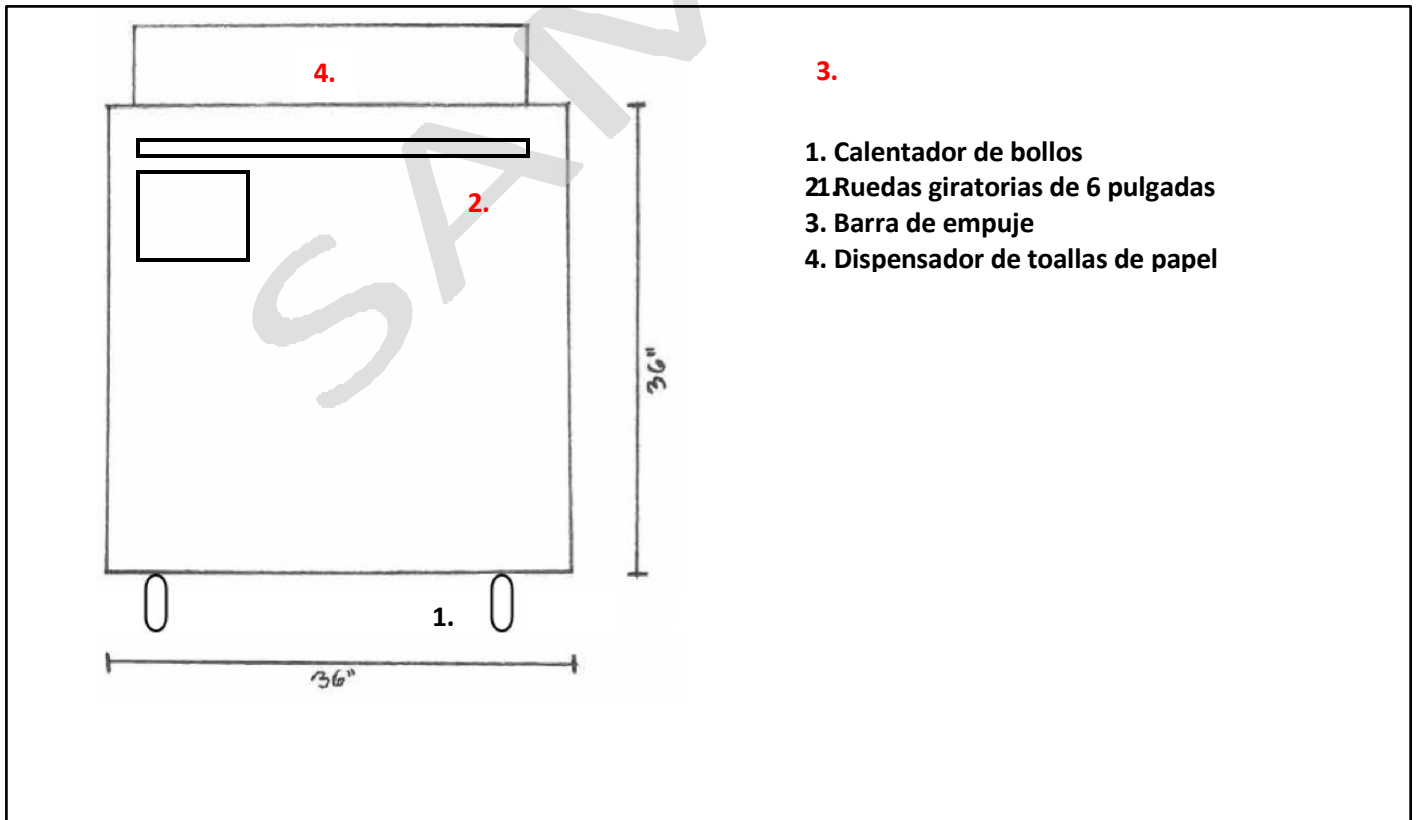 4.
3.
1. Calentador de bollos
21.Ruedas giratorias de 6 pulgadas
2.
3. Barra de empuje
4. Dispensador de toallas de papel
36"
1.
36"
SAM